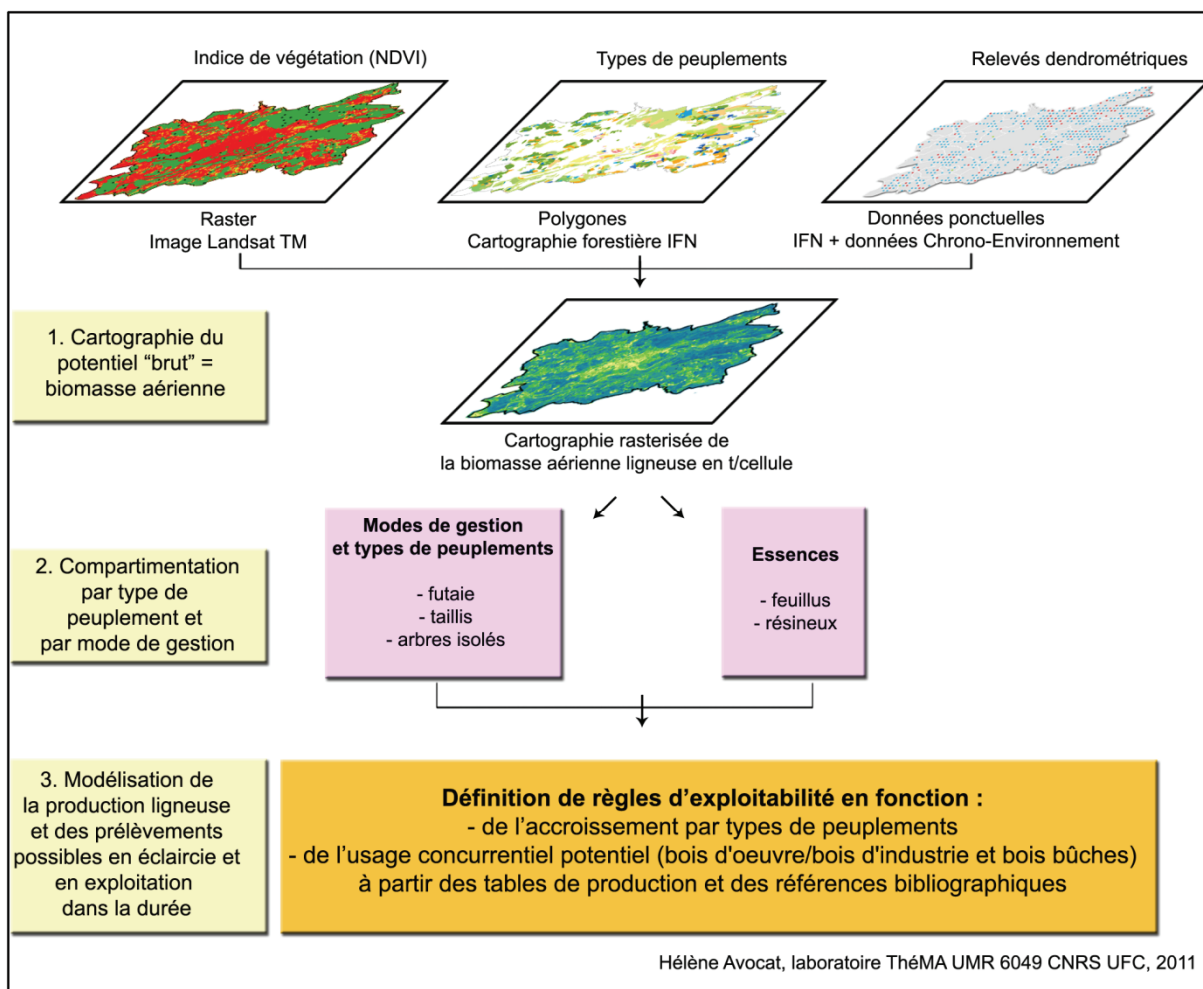 Indice de végétation (NDVI)
Types de peuplements
Relevés dendrométriques
Raster
Image Landsat TM
Polygones
Cartographie forestière IFN
Données ponctuelles
IFN + données Chrono-Environnement
1. Cartographie du
potentiel “brut” =
biomasse aérienne
Cartographie rasterisée de
la biomasse aérienne ligneuse en t/cellule
2. Compartimentation
par type de
peuplement et
par mode de gestion
Modes de gestion
et types de peuplements
- futaie
- taillis
- arbres isolés
Essences
- feuillus
- résineux
3. Modélisation de
la production ligneuse
et des prélèvements
possibles en éclaircie et
en exploitation
dans la durée
Définition de règles d’exploitabilité en fonction :
- de l’accroissement par types de peuplements
- de l’usage concurrentiel potentiel (bois d'oeuvre/bois d'industrie et bois bûches)
à partir des tables de production et des références bibliographiques
Hélène Avocat, laboratoire ThéMA UMR 6049 CNRS UFC, 2011